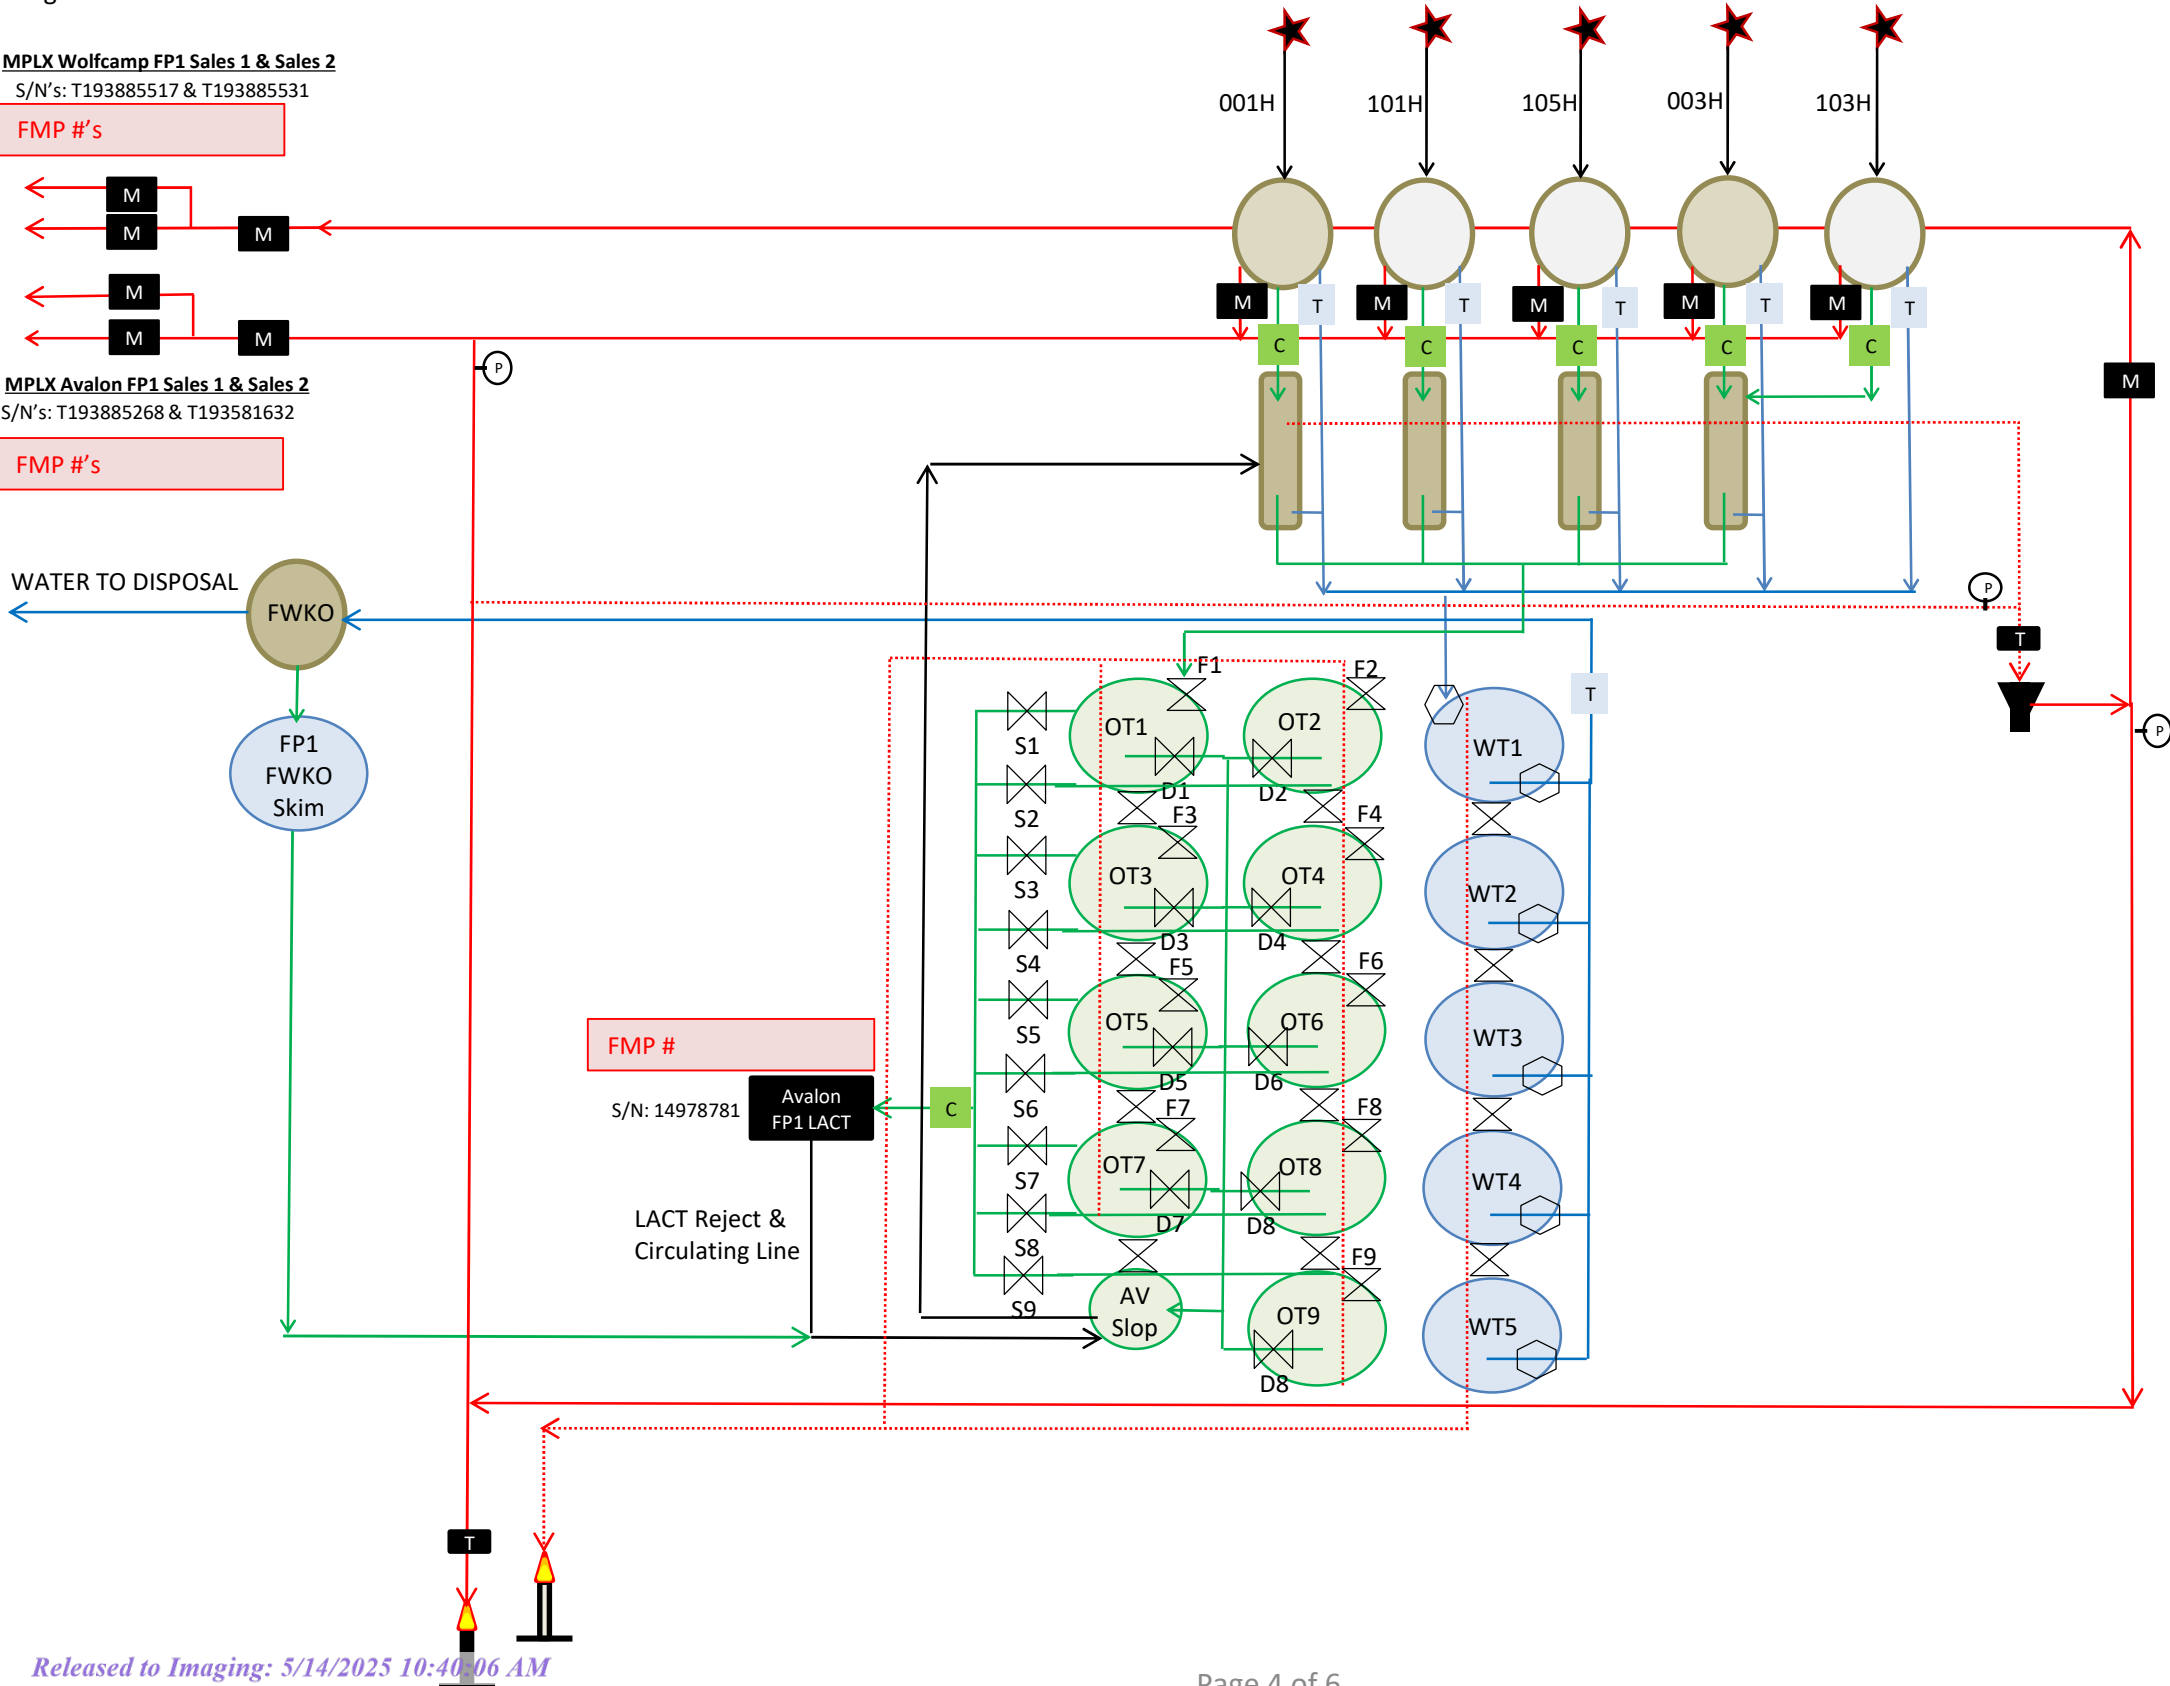 MPLX Wolfcamp FP1 Sales 1 & Sales 2
S/N's: T193885517 & T193885531
FMP #'s
001H
101H
105H
003H
103H
M
M
M
M
M
M
M
T
M
T
M
T
M
T
M
T
C
C
C
C
C
P
M
MPLX Avalon FP1 Sales 1 & Sales 2
S/N's: T193885268 & T193581632
FMP #'s
WATER TO DISPOSAL
FWKO
P
T
P
FP1
FWKO
Skim
F1
F2
T
OT1
OT2
WT1
S1
D1
D2
S2
F3
F4
OT3
OT4
WT2
S3
D3
D4
S4
F5
F6
OT5
OT6
WT3
S5
D5
D6
FMP #
S/N: 14978781
Avalon
FP1 LACT
C
S6
F7
F8
OT7
OT8
WT4
S7
D7
D8
LACT Reject &
Circulating Line
S8
F9
S9
AV
Slop
OT9
WT5
D8
T
Released to Imaging: 5/14/2025 10:40:06 AM
Page 4 of 6